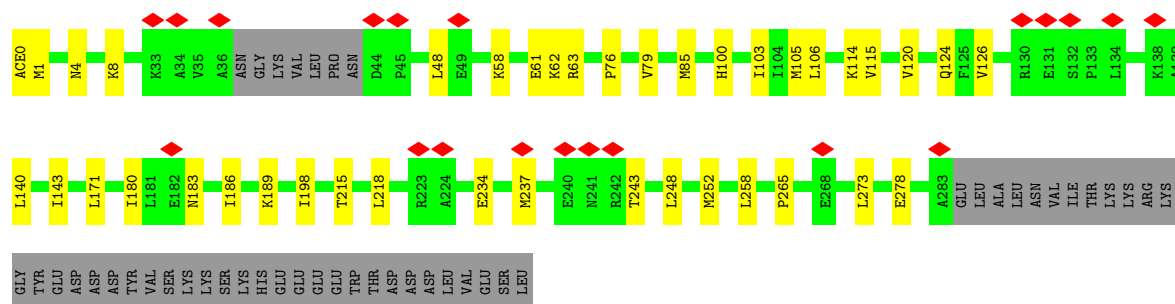 ACE0 M1 N4 K8 K33 A34 V35 A36 ASN GLY LYS VAL LEU PRO ASN D44 P45 L48 E49 K58 E61 K62 R63 P76 V79 M85 H100 I103 I104 M105 L106 K114 V115 V120 Q124 F125 V126 R130 E131 S132 P133 L134 K138
L140 I143 L171 I180 L181 E182 N183 I186 K189 I198 T215 L218 R223 A224 E234 M237 E240 N241 R242 T243 L248 M252 L258 P265 E268 L273 E278 A283 GLU LEU ALA LEU ASN VAL ILE THR LYS LYS ARG LYS
GLY TYR GLU ASP ASP ASP TYR VAL SER LYS LYS SER LYS HIS GLU GLU GLU GLU TRP THR ASP ASP ASP LEU VAL GLU SER LEU